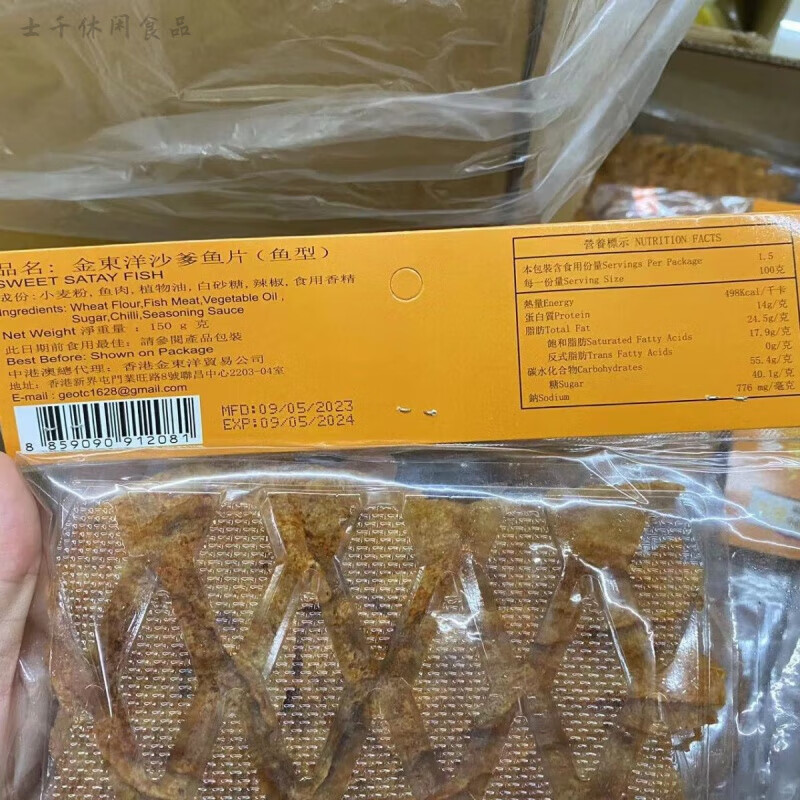 士千休闲食品
品名：金東洋沙爹鱼片（鱼型）
SWEET SATAY FISH
成份：小麦粉，鱼肉，植物油，白砂糖，辣椒，食用香精
Ingredients: Wheat Flour,Fish Meat,Vegetable Oil,
Sugar,Chilli,Seasoning Sauce
Net Weight 淨重量：150 g 克
此日期前食用最佳：請參閱產品包裝
Best Before: Shown on Package
中港澳總代理：香港金東洋貿易公司
地址：香港新界屯門業旺路8號聯昌中心2203-04室
E-mail : geotc1628@gmail.com
8 859090 912081
MFD:09/05/2023
EXP:09/05/2024
營養標示 NUTRITION FACTS
本包裝含食用份量Servings Per Package 1.5
每一份量Serving Size 100克
熱量Energy 498Kcal/千卡
蛋白質Protein 14g/克
脂肪Total Fat 24.5g/克
飽和脂肪Saturated Fatty Acids 17.9g/克
反式脂肪Trans Fatty Acids 0g/克
碳水化合物Carbohydrates 55.4g/克
糖Sugar 40.1g/克
鈉Sodium 776 mg/毫克